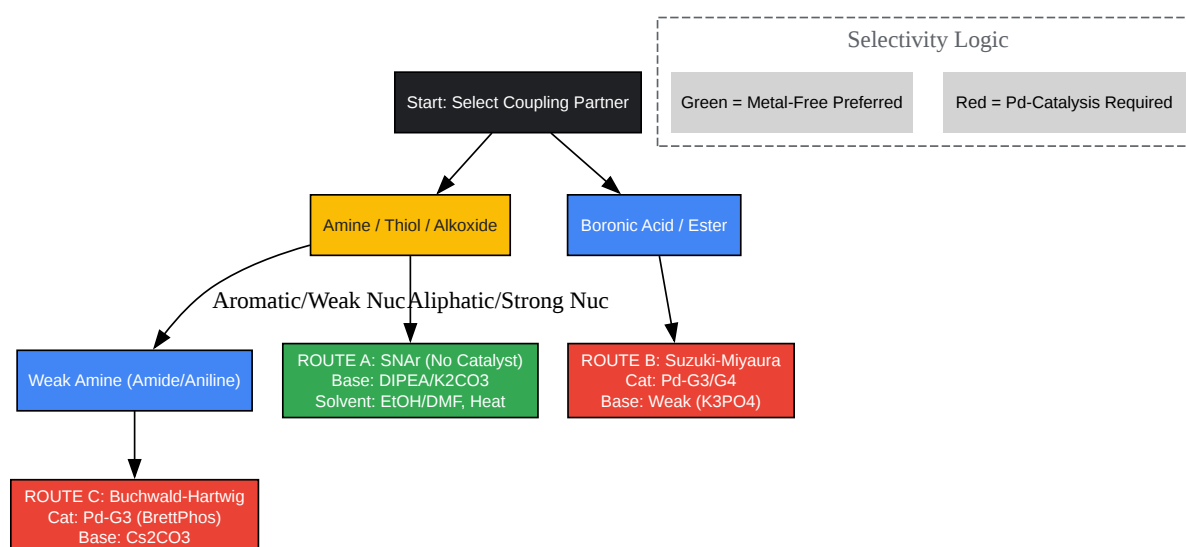 Selectivity Logic
Green = Metal-Free Preferred
Red = Pd-Catalysis Required
Start: Select Coupling Partner
Amine / Thiol / Alkoxide
Boronic Acid / Ester
Aromatic/Weak Nuc
Aliphatic/Strong Nuc
Weak Amine (Amide/Aniline)
ROUTE A: SNAr (No Catalyst)
Base: DIPEA/K2CO3
Solvent: EtOH/DMF, Heat
ROUTE B: Suzuki-Miyaura
Cat: Pd-G3/G4
Base: Weak (K3PO4)
ROUTE C: Buchwald-Hartwig
Cat: Pd-G3 (BrettPhos)
Base: Cs2CO3